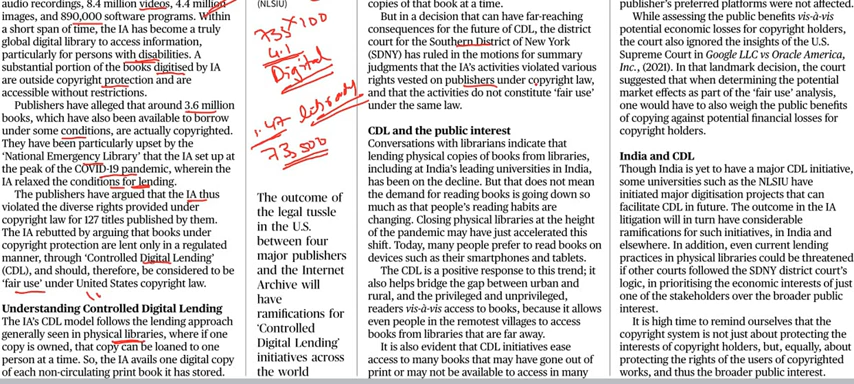 audio recordings, 8.4 million videos, 4.4 million
images, and 890,000 software programs. Within
a short span of time, the IA has become a truly
global digital library to access information,
particularly for persons with disabilities. A
substantial portion of the books digitised by IA
are outside copyright protection and are
accessible without restrictions.
Publishers have alleged that around 3.6 million
books, which have also been available to borrow
under some conditions, are actually copyrighted.
They have been particularly upset by the
‘National Emergency Library’ that the IA set up at
the peak of the COVID-19 pandemic, wherein the
IA relaxed the conditions for lending.
The publishers have argued that the IA thus
violated the diverse rights provided under
copyright law for 127 titles published by them.
The IA rebutted by arguing that books under
copyright protection are lent only in a regulated
manner, through ‘Controlled Digital Lending’
(CDL), and should, therefore, be considered to be
‘fair use’ under United States copyright law.
Understanding Controlled Digital Lending
The IA’s CDL model follows the lending approach
generally seen in physical libraries, where if one
copy is owned, that copy can be loaned to one
person at a time. So, the IA avails one digital copy
of each non-circulating print book it has stored.
(NLSIU)
735 x 100
4.1
Digital
1.47 library
73,500
The outcome of
the legal tussle
in the U.S.
between four
major publishers
and the Internet
Archive will
have
ramifications for
‘Controlled
Digital Lending’
initiatives across
the world
copies of that book at a time.
But in a decision that can have far-reaching
consequences for the future of CDL, the district
court for the Southern District of New York
(SDNY) has ruled in the motions for summary
judgments that the IA’s activities violated various
rights vested on publishers under copyright law,
and that the activities do not constitute ‘fair use’
under the same law.
CDL and the public interest
Conversations with librarians indicate that
lending physical copies of books from libraries,
including at India’s leading universities in India,
has been on the decline. But that does not mean
the demand for reading books is going down so
much as that people’s reading habits are
changing. Closing physical libraries at the height
of the pandemic may have just accelerated this
shift. Today, many people prefer to read books on
devices such as their smartphones and tablets.
The CDL is a positive response to this trend; it
also helps bridge the gap between urban and
rural, and the privileged and unprivileged,
readers vis-à-vis access to books, because it allows
even people in the remotest villages to access
books from libraries that are far away.
It is also evident that CDL initiatives ease
access to many books that may have gone out of
print or may not be available to access in many
publisher’s preferred platforms were not affected.
While assessing the public benefits vis-à-vis
potential economic losses for copyright holders,
the court also ignored the insights of the U.S.
Supreme Court in Google LLC vs Oracle America,
Inc., (2021). In that landmark decision, the court
suggested that when determining the potential
market effects as part of the ‘fair use’ analysis,
one would have to also weigh the public benefits
of copying against potential financial losses for
copyright holders.
India and CDL
Though India is yet to have a major CDL initiative,
some universities such as the NLSIU have
initiated major digitisation projects that can
facilitate CDL in future. The outcome in the IA
litigation will in turn have considerable
ramifications for such initiatives, in India and
elsewhere. In addition, even current lending
practices in physical libraries could be threatened
if other courts followed the SDNY district court’s
logic, in prioritising the economic interests of just
one of the stakeholders over the broader public
interest.
It is high time to remind ourselves that the
copyright system is not just about protecting the
interests of copyright holders, but, equally, about
protecting the rights of the users of copyrighted
works, and thus the broader public interest.